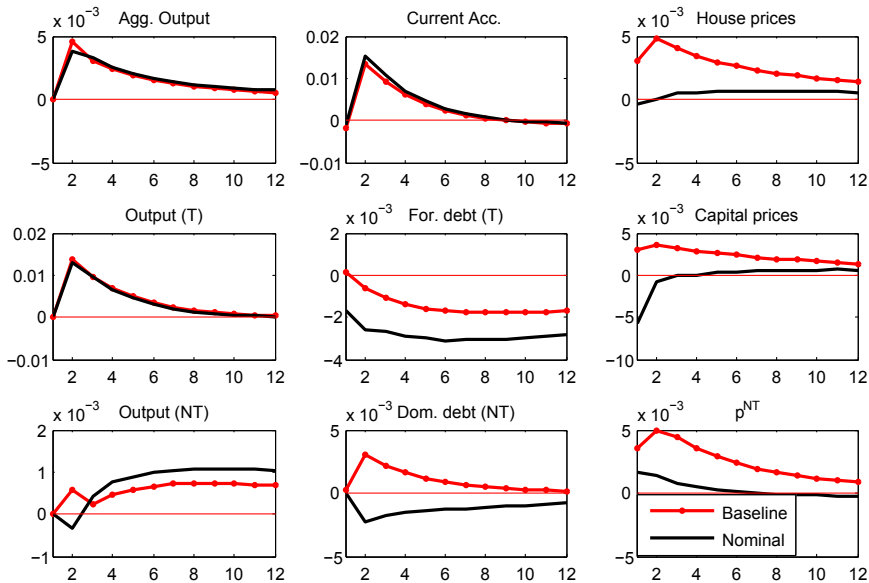 Agg. Output
x 10⁻³
5
0
−5
2 4 6 8 10 12
Current Acc.
0.02
0.01
0
−0.01
2 4 6 8 10 12
House prices
x 10⁻³
5
0
−5
2 4 6 8 10 12
Output (T)
0.02
0.01
0
−0.01
2 4 6 8 10 12
For. debt (T)
x 10⁻³
2
0
−2
−4
2 4 6 8 10 12
Capital prices
x 10⁻³
5
0
−5
−10
2 4 6 8 10 12
Output (NT)
x 10⁻³
2
1
0
−1
2 4 6 8 10 12
Dom. debt (NT)
x 10⁻³
5
0
−5
2 4 6 8 10 12
pᴺᵀ
x 10⁻³
5
0
−5
Baseline
Nominal
2 4 6 8 10 12